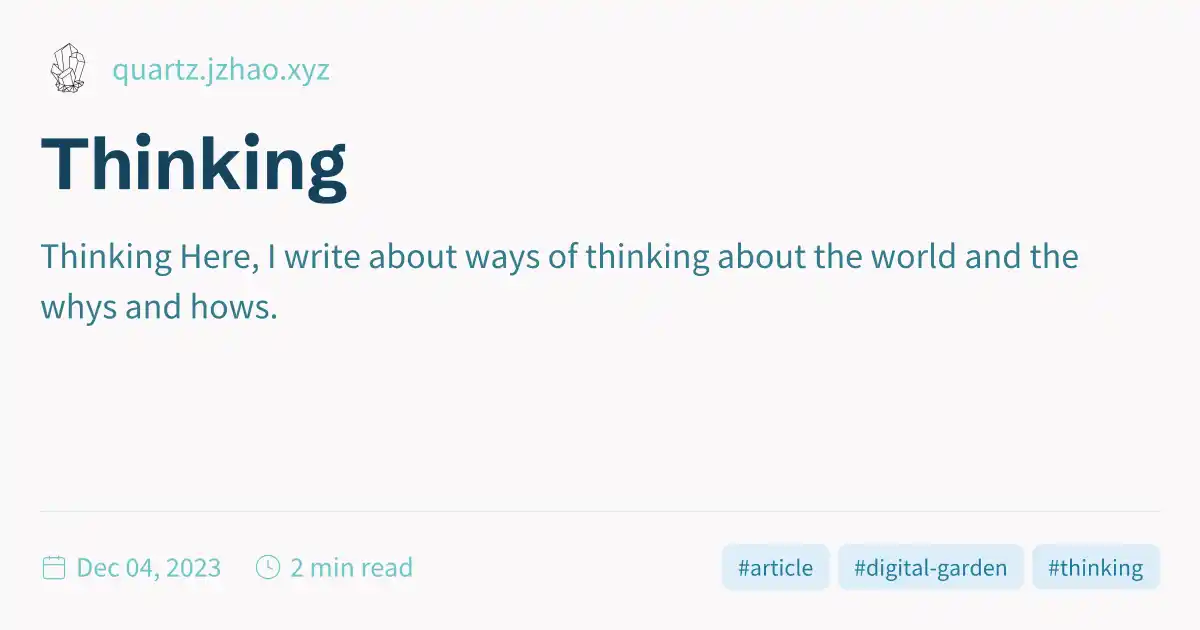 quartz.jzhao.xyz
Thinking
Thinking Here, I write about ways of thinking about the world and the
whys and hows.
Dec 04, 2023 2 min read #article #digital-garden #thinking